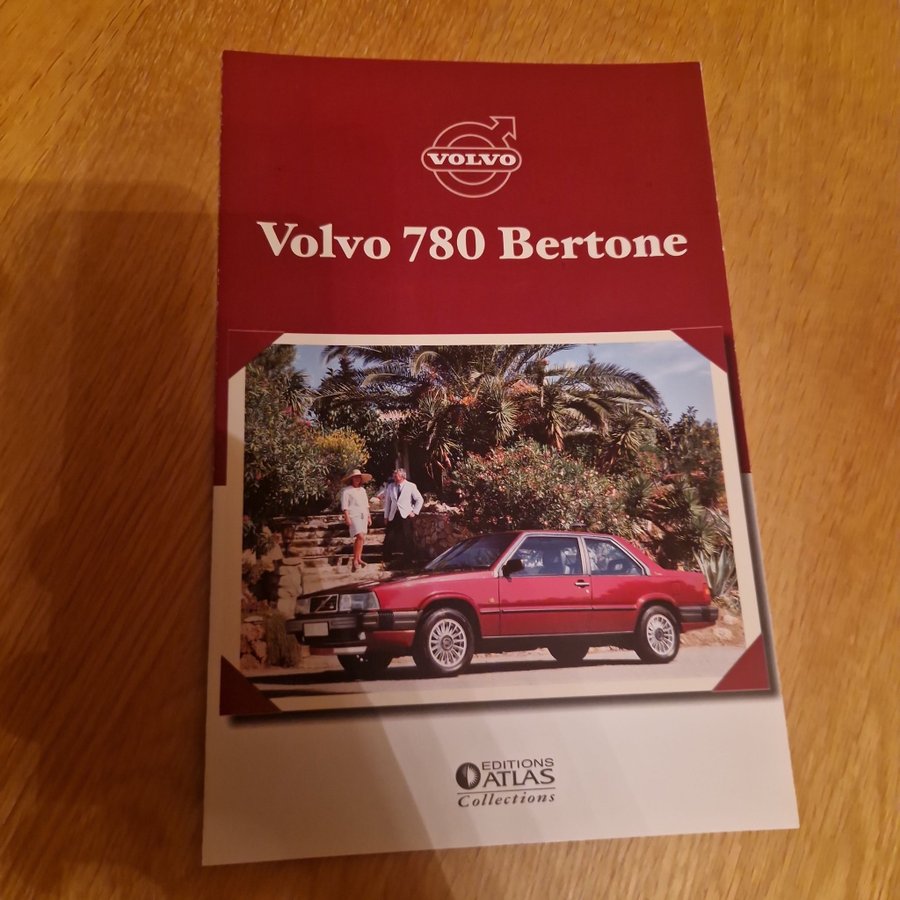 VOLVO
Volvo 780 Bertone
EDITIONS
ATLAS
Collections